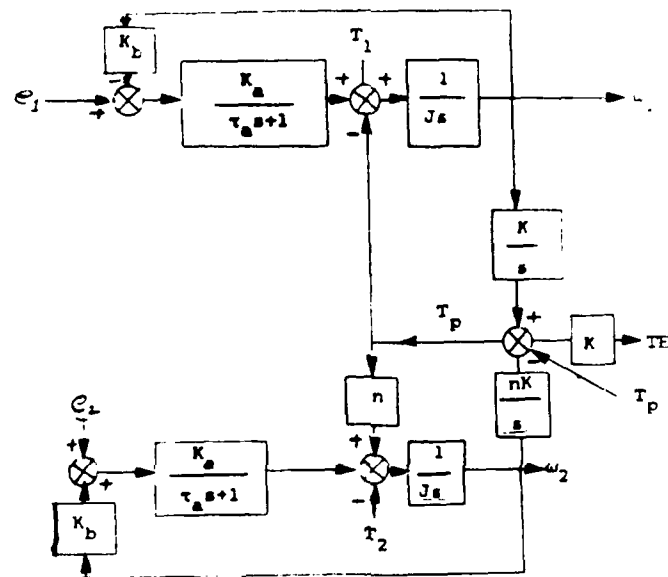 K_b
T_1
e_1
-
+
K_a
τ_a s+1
+
+
-
1
Js
K
s
T_p
+
-
K
TE
T_p
nK
s
n
e_2
+
+
K_a
τ_a s+1
+
-
1
Js
ω_2
K_b
T_2